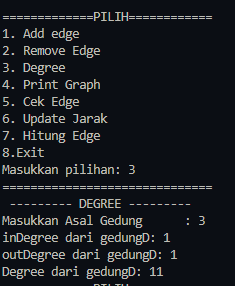 =============PILIH============
1. Add edge
2. Remove Edge
3. Degree
4. Print Graph
5. Cek Edge
6. Update Jarak
7. Hitung Edge
8.Exit
Masukkan pilihan: 3
==============================
 --------- DEGREE ---------
Masukkan Asal Gedung      : 3
inDegree dari gedungD: 1
outDegree dari gedungD: 1
Degree dari gedungD: 11
=============PILIH============